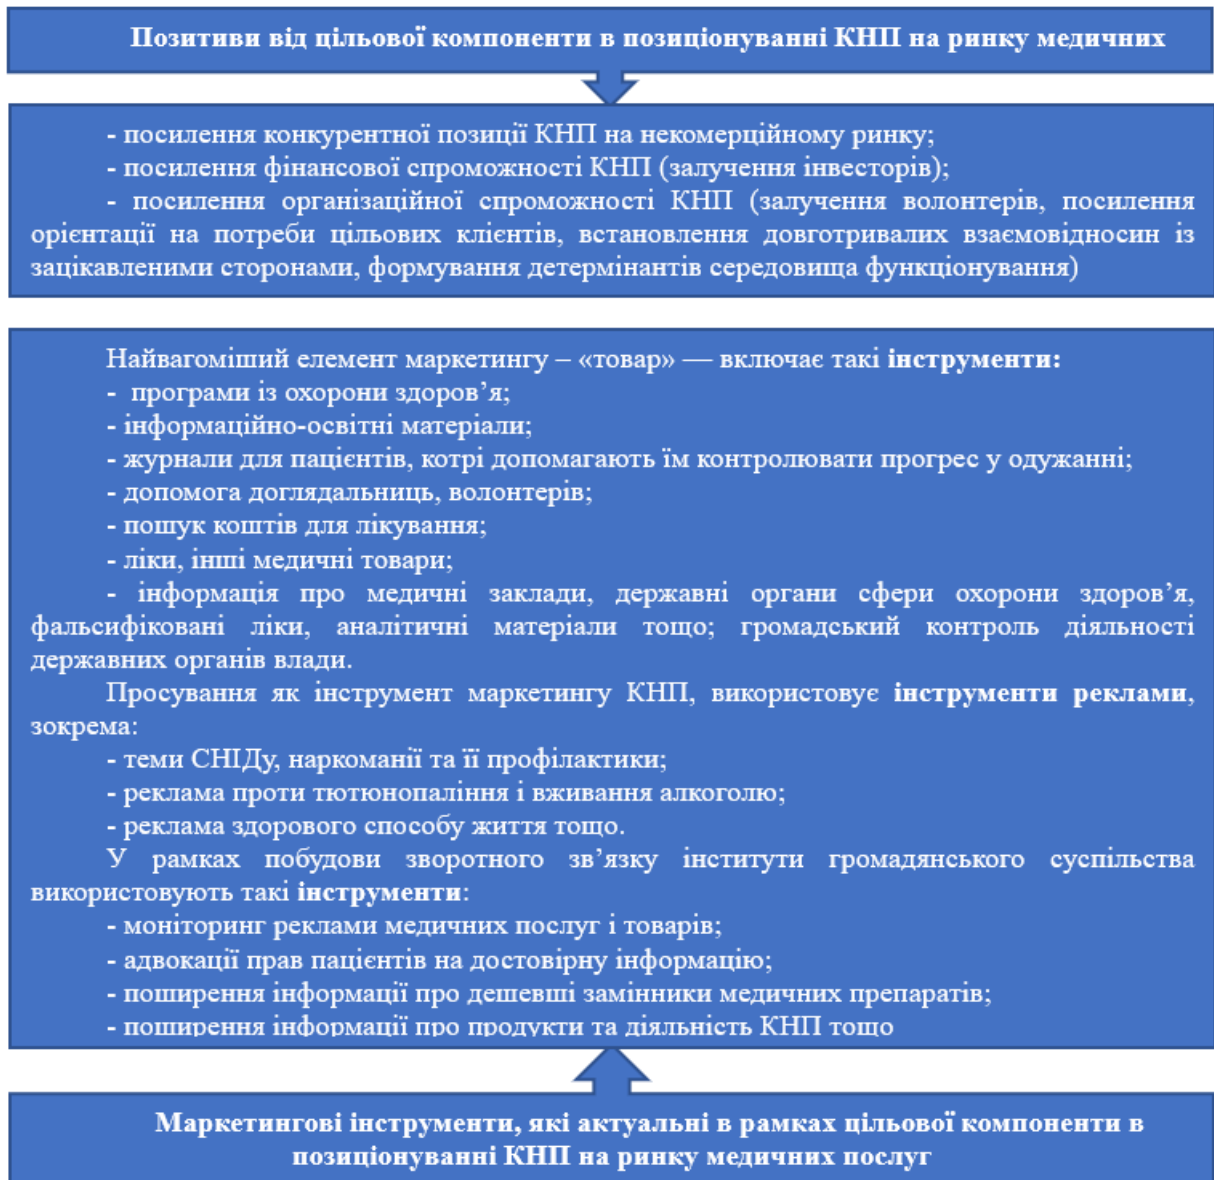 Позитиви від цільової компоненти в позиціонуванні КНП на ринку медичних
- посилення конкурентної позиції КНП на некомерційному ринку;
- посилення фінансової спроможності КНП (залучення інвесторів);
- посилення організаційної спроможності КНП (залучення волонтерів, посилення
орієнтації на потреби цільових клієнтів, встановлення довготривалих взаємовідносин із
зацікавленими сторонами, формування детермінантів середовища функціонування)
Найвагоміший елемент маркетингу – «товар» — включає такі інструменти:
- програми із охорони здоров’я;
- інформаційно-освітні матеріали;
- журнали для пацієнтів, котрі допомагають їм контролювати прогрес у одужанні;
- допомога доглядальниць, волонтерів;
- пошук коштів для лікування;
- ліки, інші медичні товари;
- інформація про медичні заклади, державні органи сфери охорони здоров’я,
фальсифіковані ліки, аналітичні матеріали тощо; громадський контроль діяльності
державних органів влади.
Просування як інструмент маркетингу КНП, використовує інструменти реклами,
зокрема:
- теми СНІДу, наркоманії та її профілактики;
- реклама проти тютюнопаління і вживання алкоголю;
- реклама здорового способу життя тощо.
У рамках побудови зворотного зв’язку інститути громадянського суспільства
використовують такі інструменти:
- моніторинг реклами медичних послуг і товарів;
- адвокації прав пацієнтів на достовірну інформацію;
- поширення інформації про дешевші замінники медичних препаратів;
- поширення інформації про продукти та діяльність КНП тощо
Маркетингові інструменти, які актуальні в рамках цільової компоненти в
позиціонуванні КНП на ринку медичних послуг